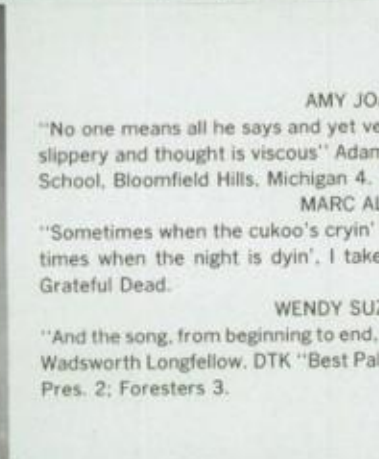 AMY JO
"No one means all he says and yet ve
slippery and thought is viscous" Adam
School, Bloomfield Hills, Michigan 4.
MARC AL
"Sometimes when the cukoo's cryin'
times when the night is dyin', I take
Grateful Dead.
WENDY SUZ
"And the song, from beginning to end,
Wadsworth Longfellow. DTK "Best Pal
Pres. 2; Foresters 3.